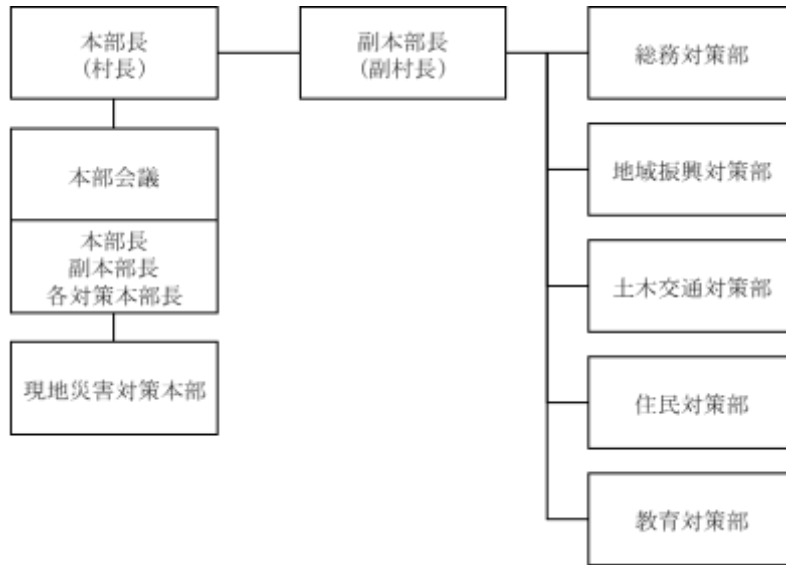 本部長
(村長)
副本部長
(副村長)
総務対策部
本部会議
本部長
副本部長
各対策本部長
現地災害対策本部
地域振興対策部
土木交通対策部
住民対策部
教育対策部